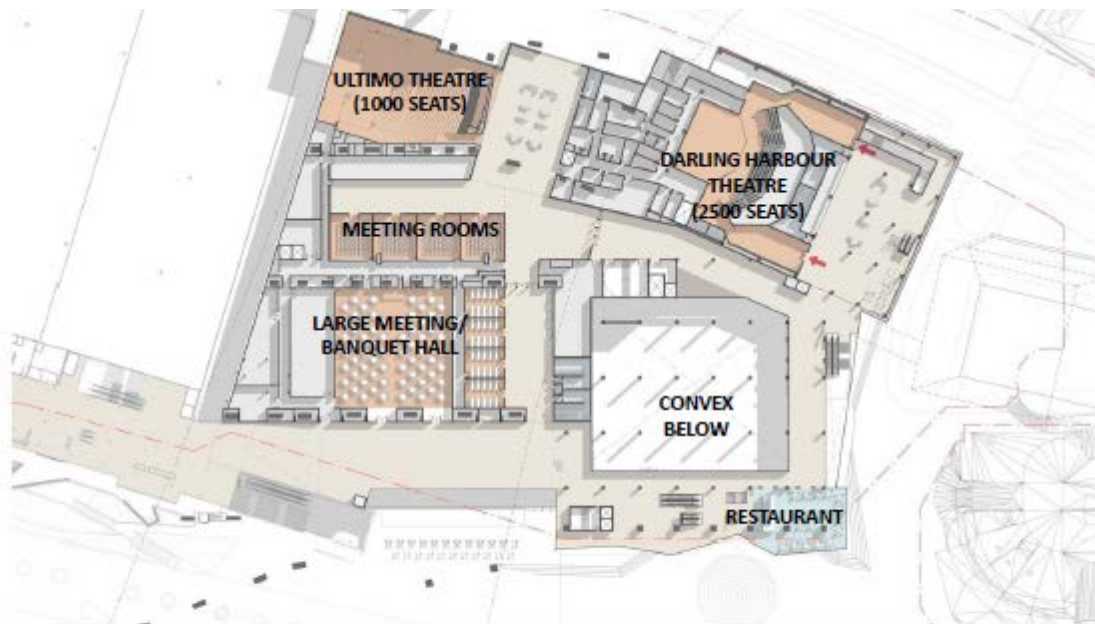 ULTIMO THEATRE
(1000 SEATS)
DARLING HARBOUR
THEATRE
(2500 SEATS)
MEETING ROOMS
LARGE MEETING/
BANQUET HALL
CONVEX
BELOW
RESTAURANT